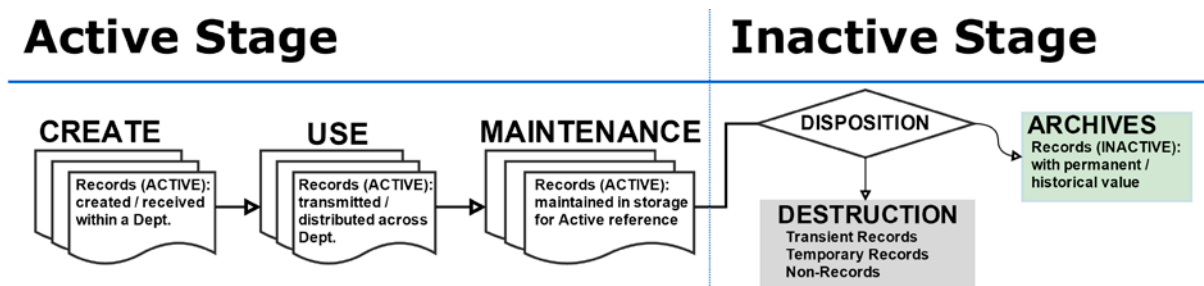 Active Stage
Inactive Stage
CREATE
Records (ACTIVE):
created / received
within a Dept.
USE
Records (ACTIVE):
transmitted /
distributed across
Dept.
MAINTENANCE
Records (ACTIVE):
maintained in storage
for Active reference
DISPOSITION
DESTRUCTION
Transient Records
Temporary Records
Non-Records
ARCHIVES
Records (INACTIVE):
with permanent /
historical value